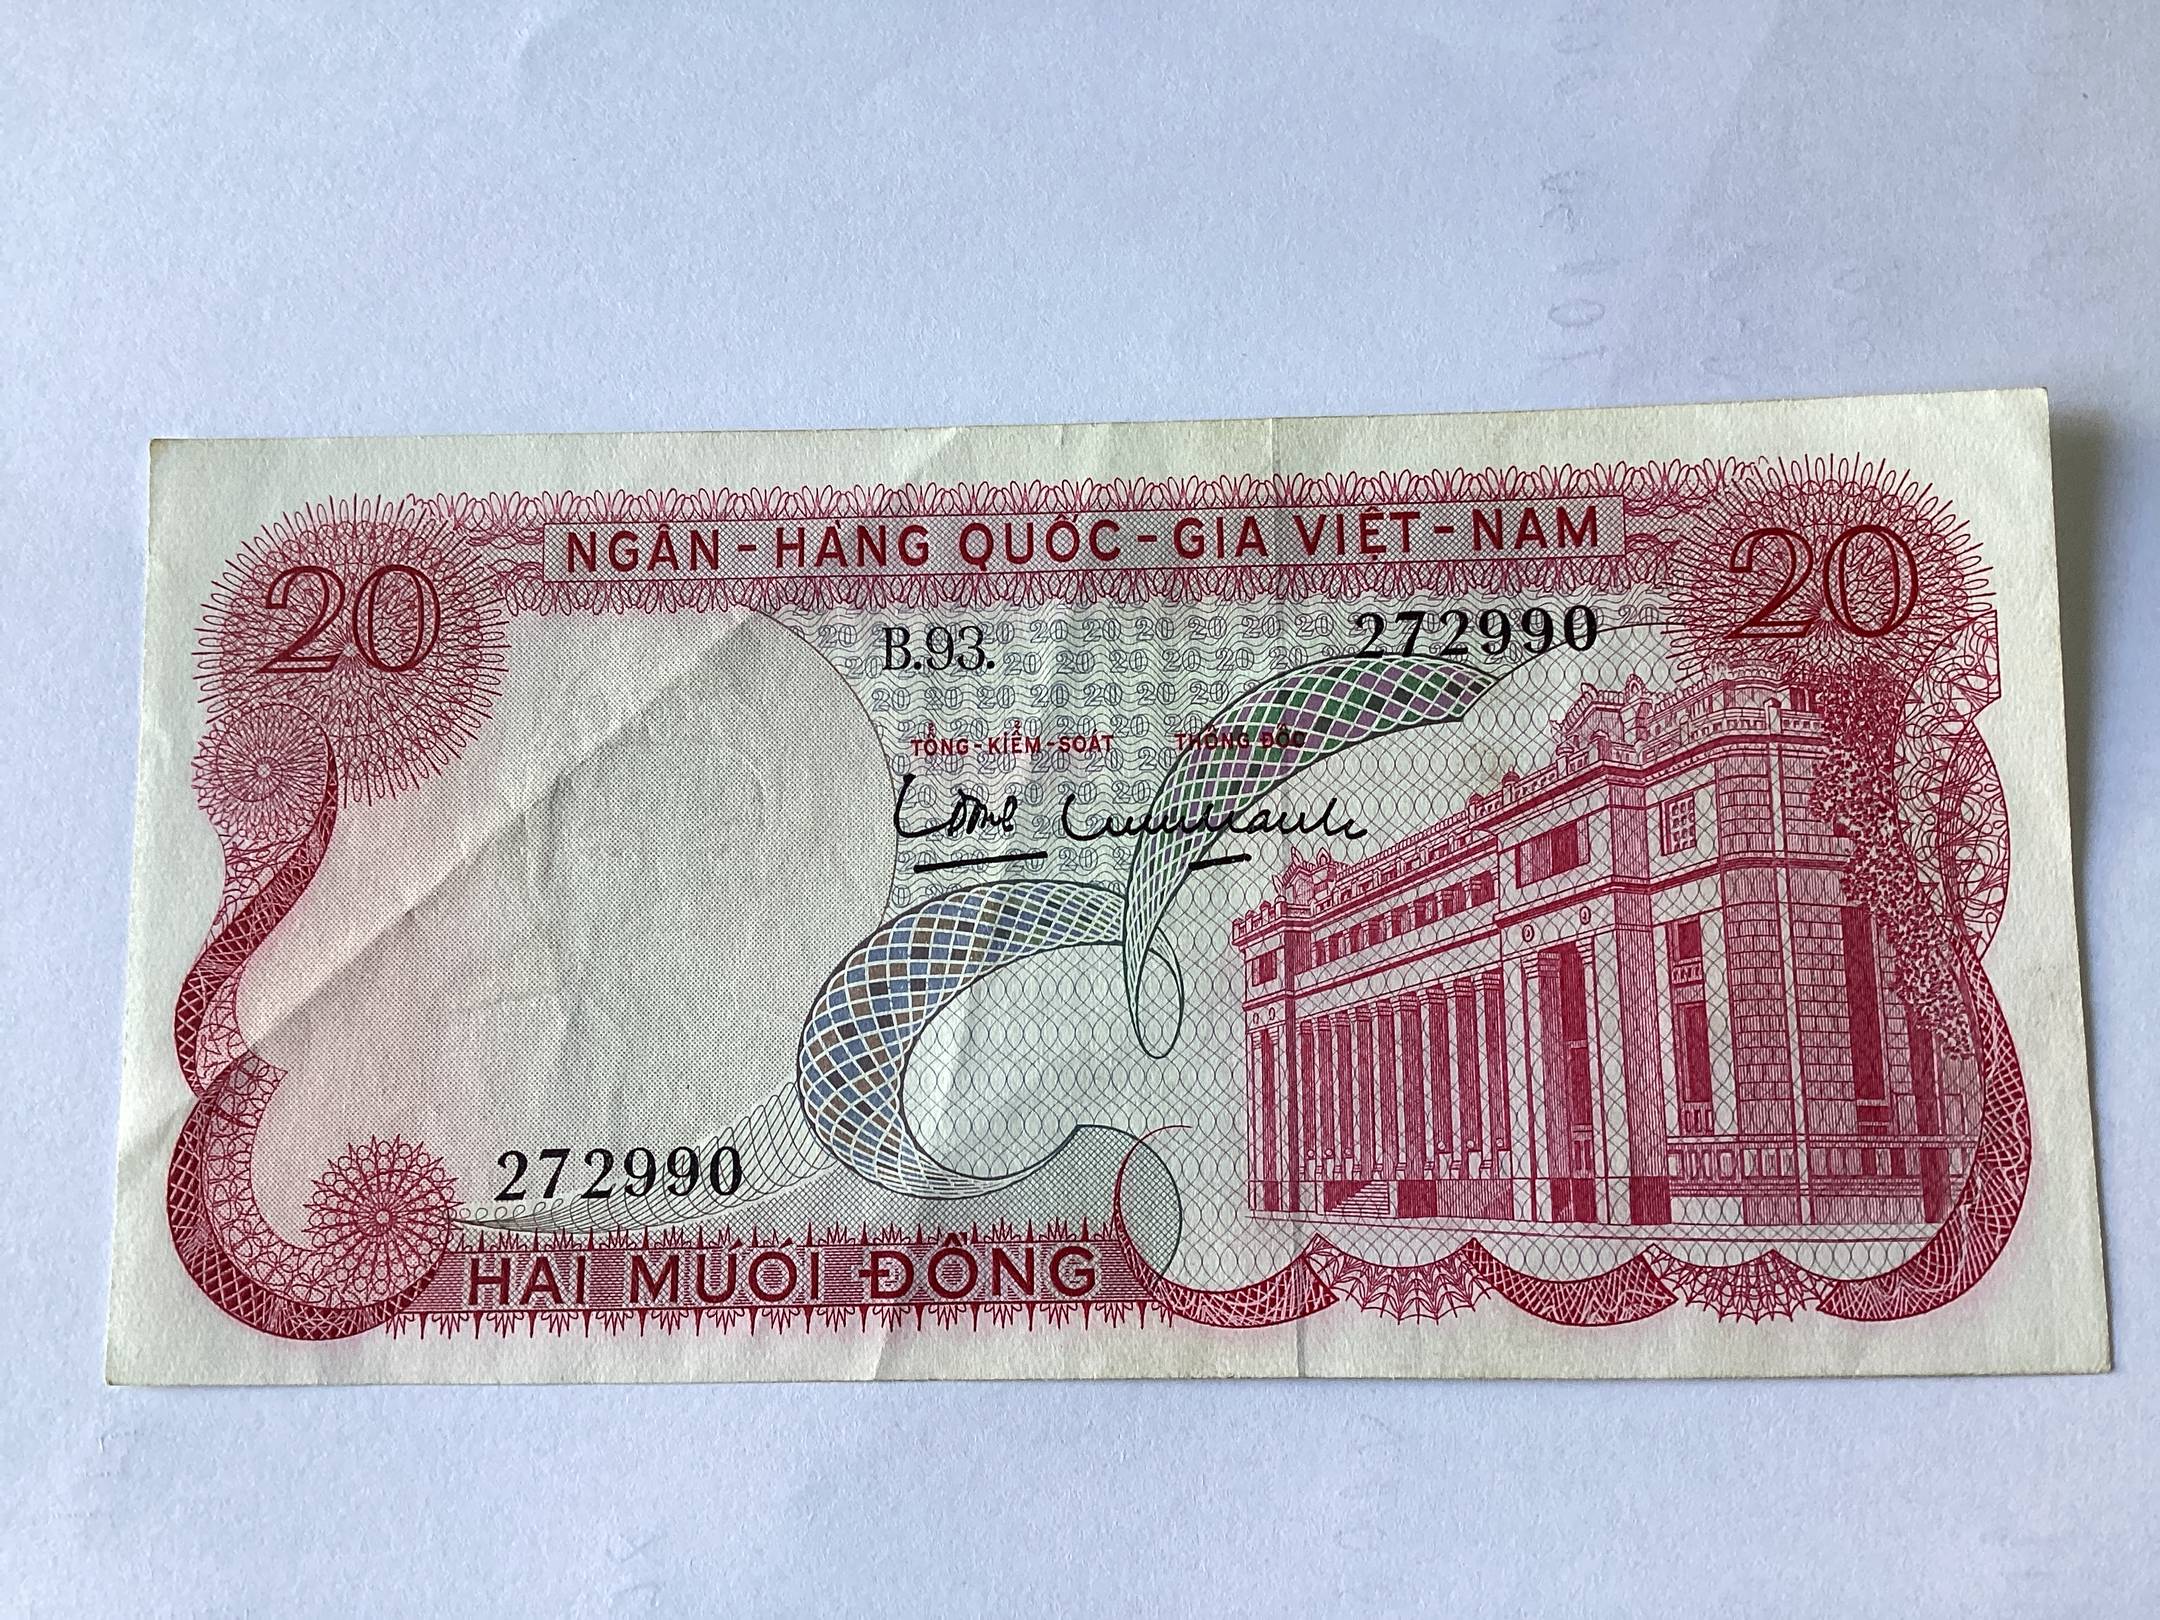 NGÂN - HÀNG QUỐC - GIA VIỆT - NAM
20
20
B.93.
272990
TỔNG - KIỂM - SOÁT
THỐNG ĐỐC
272990
HAI MƯƠI ĐỒNG